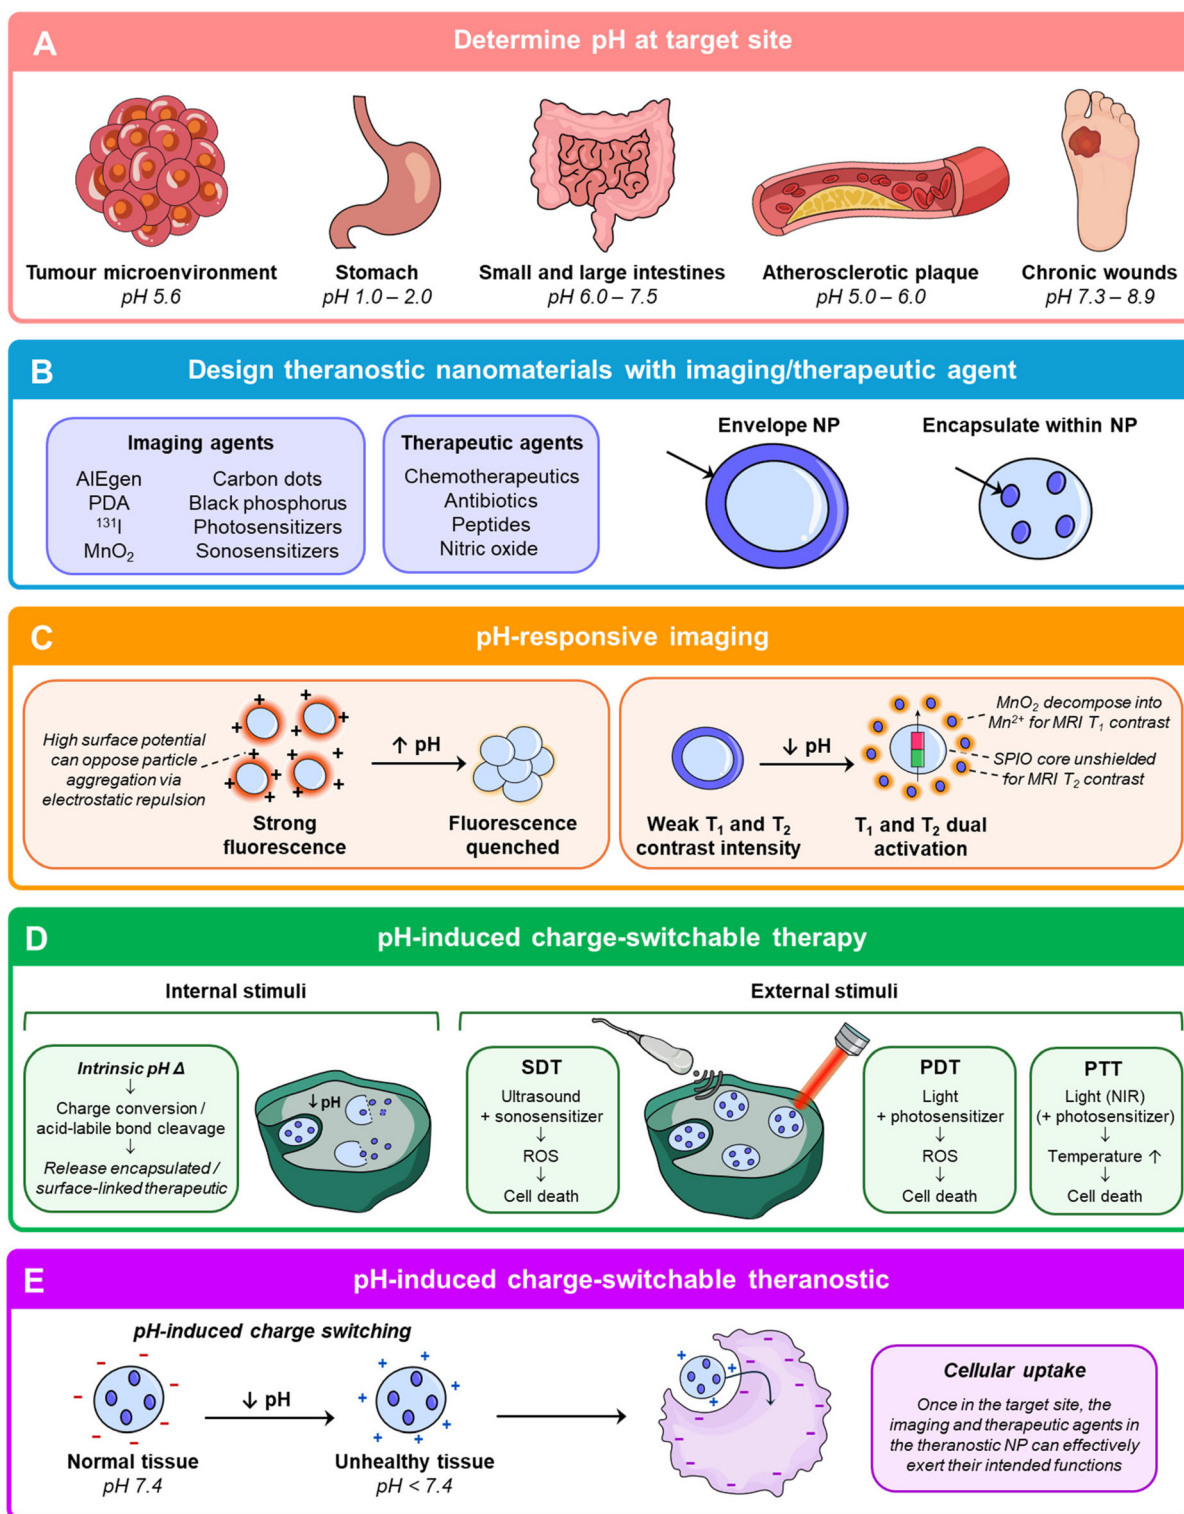 A
Determine pH at target site
Tumour microenvironment
pH 5.6
Stomach
pH 1.0 – 2.0
Small and large intestines
pH 6.0 – 7.5
Atherosclerotic plaque
pH 5.0 – 6.0
Chronic wounds
pH 7.3 – 8.9
B
Design theranostic nanomaterials with imaging/therapeutic agent
Imaging agents
AIEgen
PDA
¹³¹I
MnO₂
Carbon dots
Black phosphorus
Photosensitizers
Sonosensitizers
Therapeutic agents
Chemotherapeutics
Antibiotics
Peptides
Nitric oxide
Envelope NP
Encapsulate within NP
C
pH-responsive imaging
High surface potential
can oppose particle
aggregation via
electrostatic repulsion
+ + + + + + + + + + + +
Strong
fluorescence
↑ pH
Fluorescence
quenched
Weak T₁ and T₂
contrast intensity
↓ pH
T₁ and T₂ dual
activation
MnO₂ decompose into
Mn²⁺ for MRI T₁ contrast
SPIO core unshielded
for MRI T₂ contrast
D
pH-induced charge-switchable therapy
Internal stimuli
Intrinsic pH Δ
↓
Charge conversion /
acid-labile bond cleavage
↓
Release encapsulated /
surface-linked therapeutic
↓ pH
External stimuli
SDT
Ultrasound
+ sonosensitizer
↓
ROS
↓
Cell death
PDT
Light
+ photosensitizer
↓
ROS
↓
Cell death
PTT
Light (NIR)
(+ photosensitizer)
↓
Temperature ↑
↓
Cell death
E
pH-induced charge-switchable theranostic
pH-induced charge switching
Normal tissue
pH 7.4
↓ pH
Unhealthy tissue
pH < 7.4
Cellular uptake
Once in the target site, the
imaging and therapeutic agents in
the theranostic NP can effectively
exert their intended functions